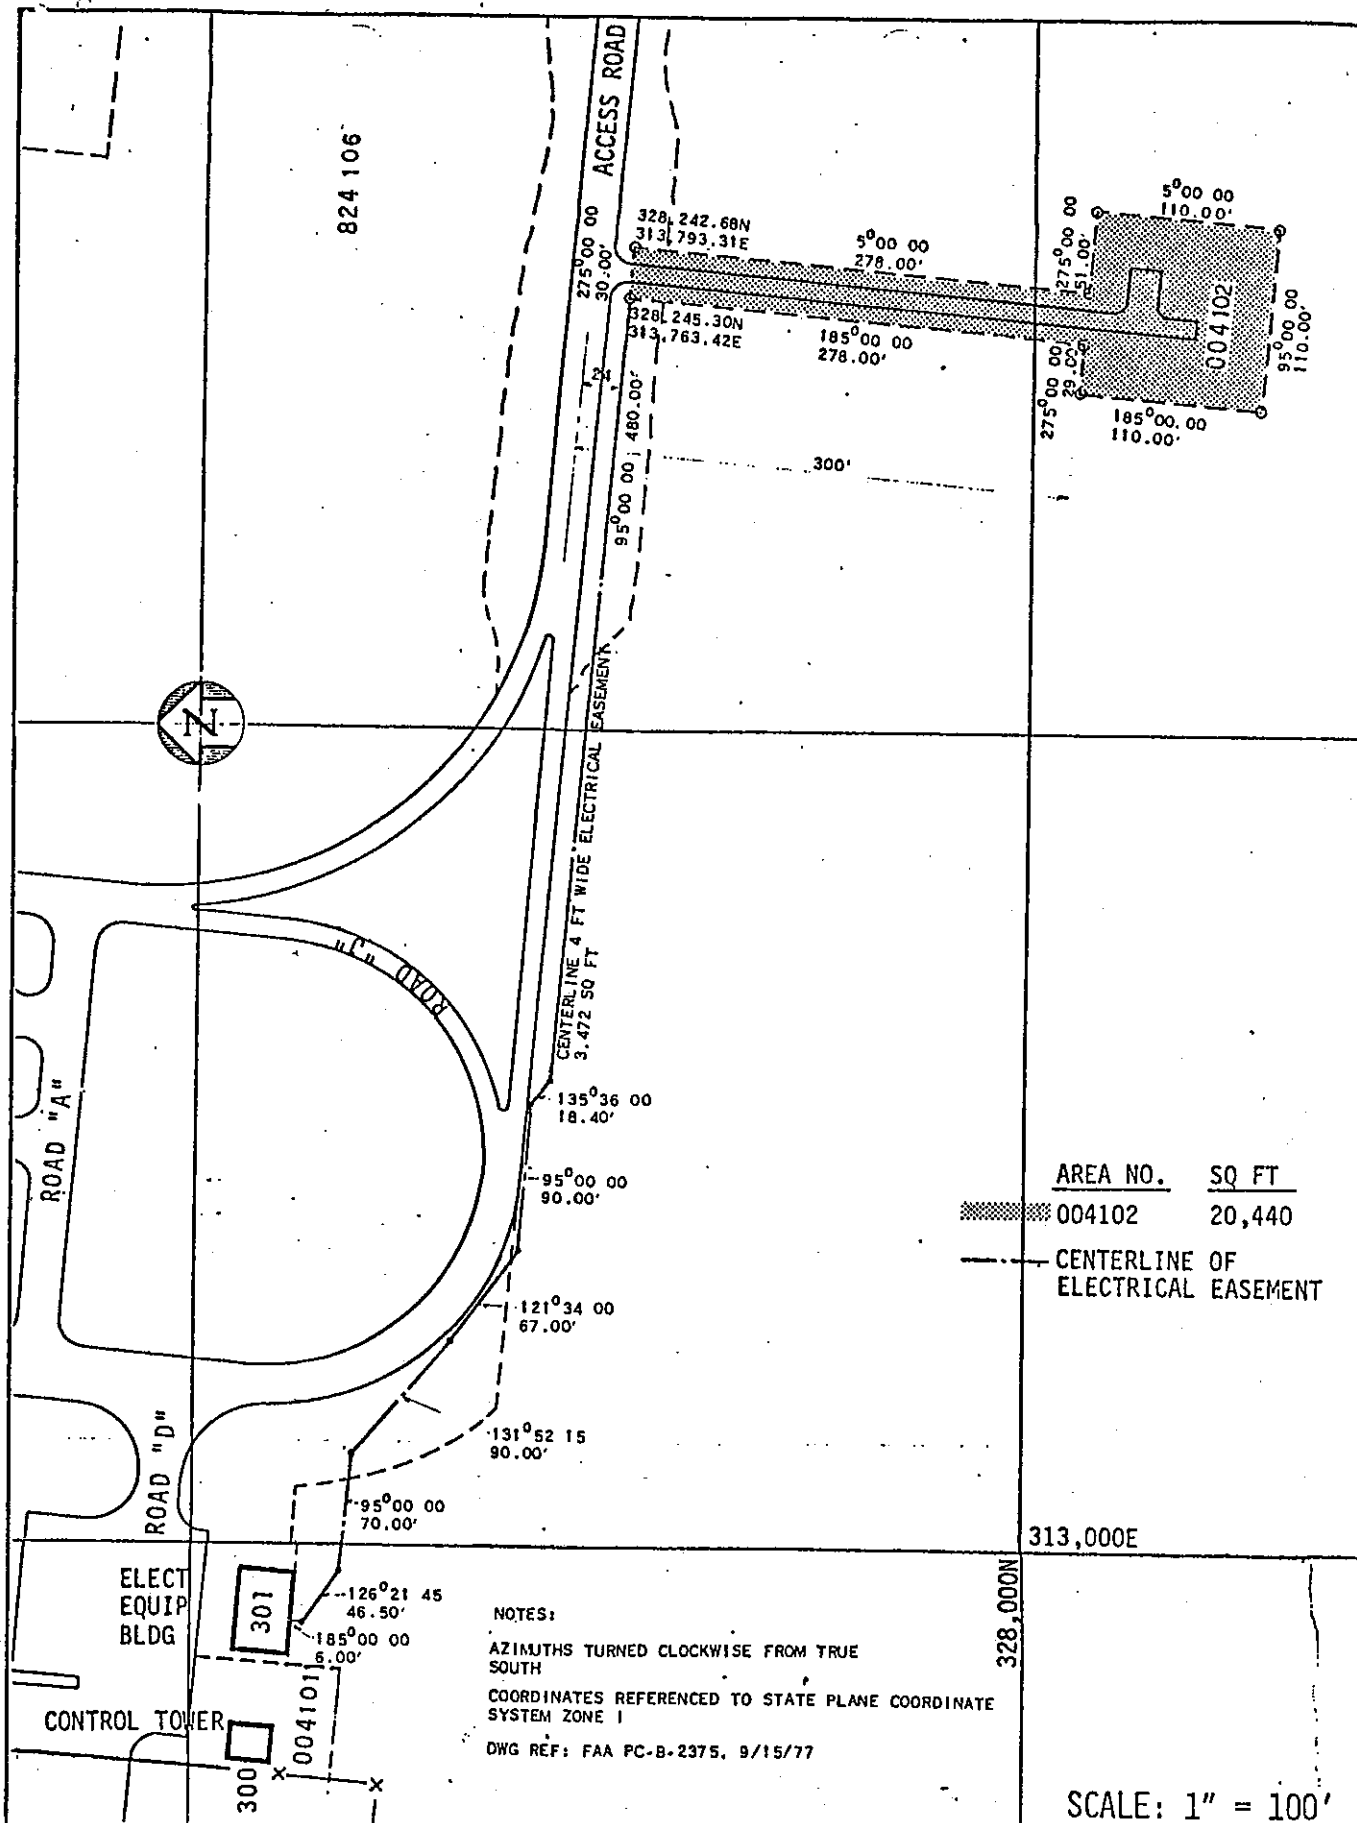 ACCESS ROAD
824 106
275°00 00
30.00'
328,242.68N
313,793.31E
5°00 00
278.00'
275°00 00
51.00'
5°00 00
110.00'
004102
95°00 00
110.00'
328,245.30N
313,763.42E
185°00 00
278.00'
275°00 00
29.00'
185°00.00
110.00'
24
95°00 00
480.00'
300'
N
CENTERLINE 4 FT WIDE ELECTRICAL EASEMENT
3.472 SQ FT
ROAD "J"
ROAD "A"
135°36 00
18.40'
95°00 00
90.00'
121°34 00
67.00'
131°52 15
90.00'
95°00 00
70.00'
126°21 45
46.50'
185°00 00
6.00'
AREA NO. SQ FT
004102 20,440
CENTERLINE OF
ELECTRICAL EASEMENT
ROAD "D"
313,000E
328,000N
ELECT
EQUIP
BLDG
301
CONTROL TOWER
004101
300
NOTES:
AZIMUTHS TURNED CLOCKWISE FROM TRUE
SOUTH
COORDINATES REFERENCED TO STATE PLANE COORDINATE
SYSTEM ZONE 1
DWG REF: FAA PC-B-2375, 9/15/77
SCALE: 1" = 100'